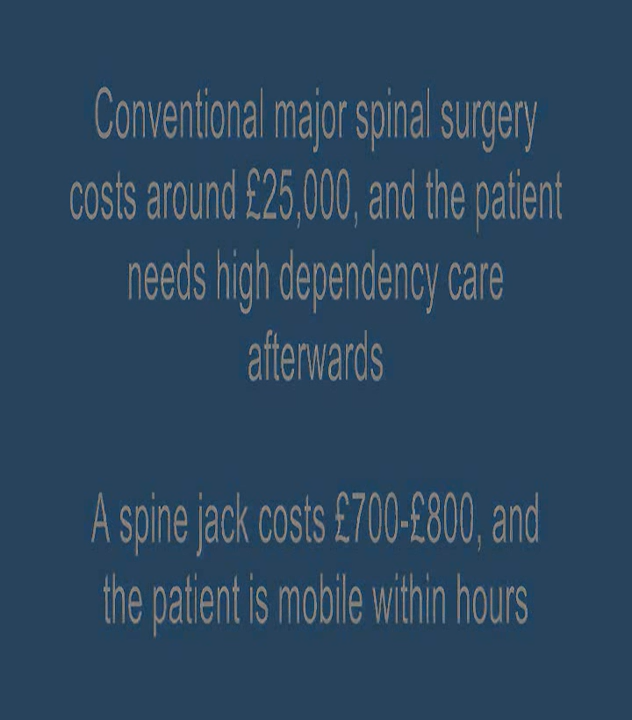 Conventional major spinal surgery
costs around £25,000, and the patient
needs high dependency care
afterwards
A spine jack costs £700-£800, and
the patient is mobile within hours